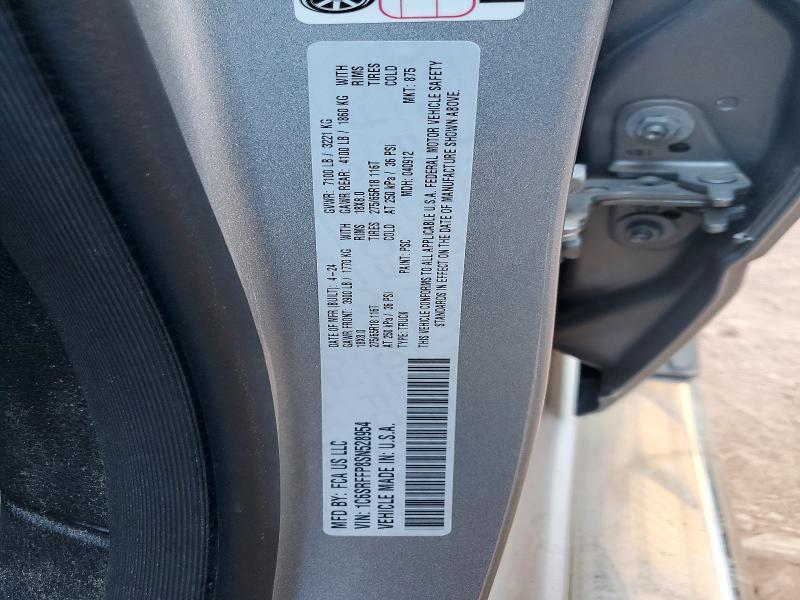 MFD BY: FCA US LLC
DATE OF MFR (BUILT): 4-24 GVWR: 7100 LB / 3221 KG
GAWR FRONT: 3900 LB / 1770 KG WITH GAWR REAR: 4100 LB / 1860 KG WITH
18X8.0 RIMS 18X8.0 RIMS
275/65R18 116T TIRES 275/65R18 116T TIRES
AT 250 kPa / 36 PSI COLD AT 250 kPa / 36 PSI COLD
VIN: 1C6SRFFP8SN528954
TYPE: TRUCK PAINT: PSC MDH: 040912 MKT: 875
VEHICLE MADE IN: U.S.A.
THIS VEHICLE CONFORMS TO ALL APPLICABLE U.S.A. FEDERAL MOTOR VEHICLE SAFETY
STANDARDS IN EFFECT ON THE DATE OF MANUFACTURE SHOWN ABOVE.